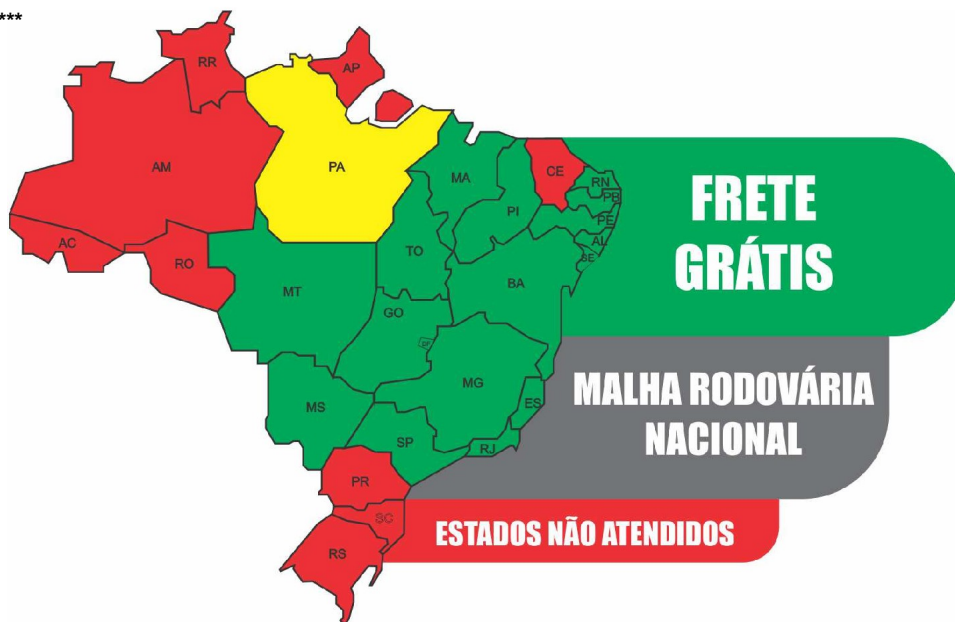 ***
RR
AP
AM
PA
MA
CE
RN
PB
PI
PE
AL
SE
AC
RO
TO
BA
MT
GO
DF
MG
MS
ES
SP
RJ
PR
SC
RS
FRETE
GRÁTIS
MALHA RODOVÁRIA
NACIONAL
ESTADOS NÃO ATENDIDOS